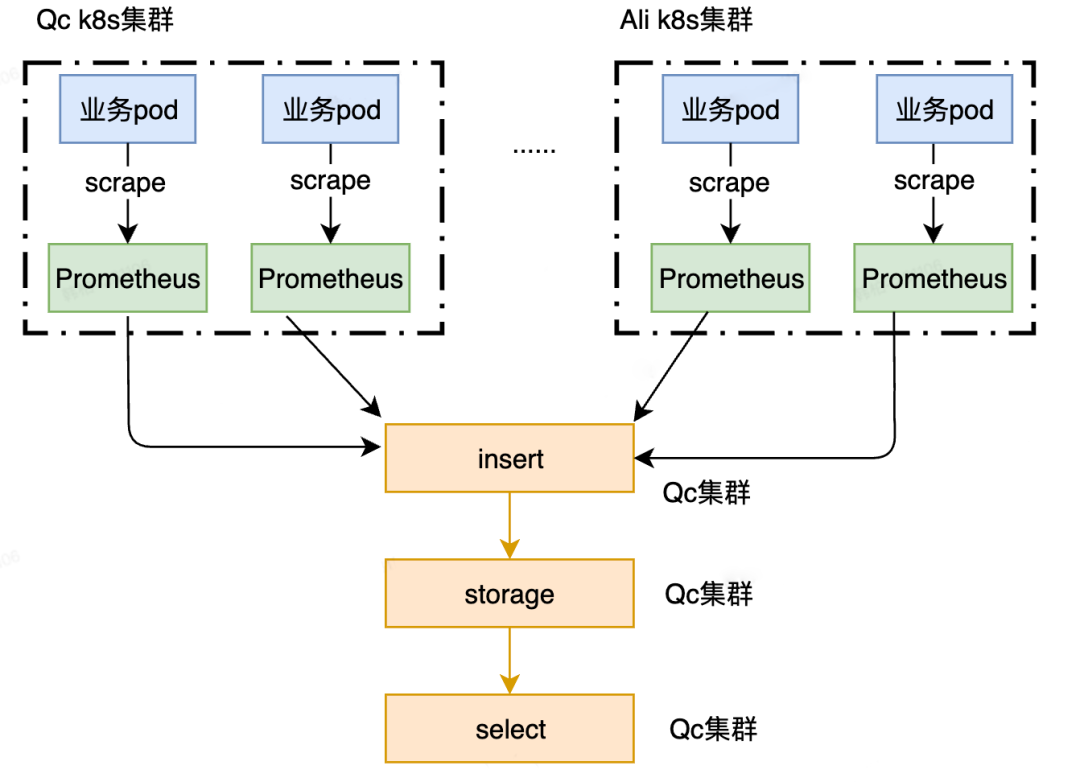 Qc k8s集群
Ali k8s集群
业务pod
业务pod
业务pod
业务pod
......
scrape
scrape
scrape
scrape
Prometheus
Prometheus
Prometheus
Prometheus
insert
Qc集群
storage
Qc集群
select
Qc集群